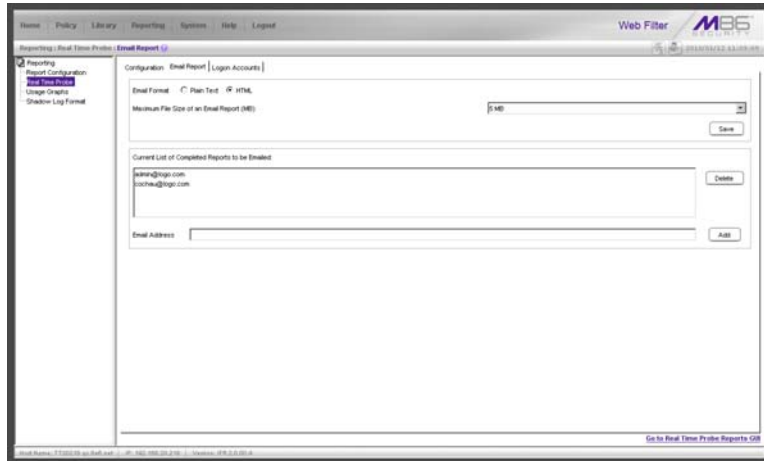 Home Policy Library Reporting System Help Logout
Web Filter
M86
SECURITY
Reporting : Real Time Probe : Email Report
Reporting
Report Configuration
Real Time Probe
Usage Graphs
Shadow Log Format
Configuration Email Report Logon Accounts
Email Format Plain Text HTML
Maximum File Size of an Email Report (MB) 5 MB
Save
Current List of Completed Reports to be Emailed
admin@logo.com
cochau@logo.com
Delete
Email Address
Add
Go to Real Time Probe Reports GUI
Host Name: